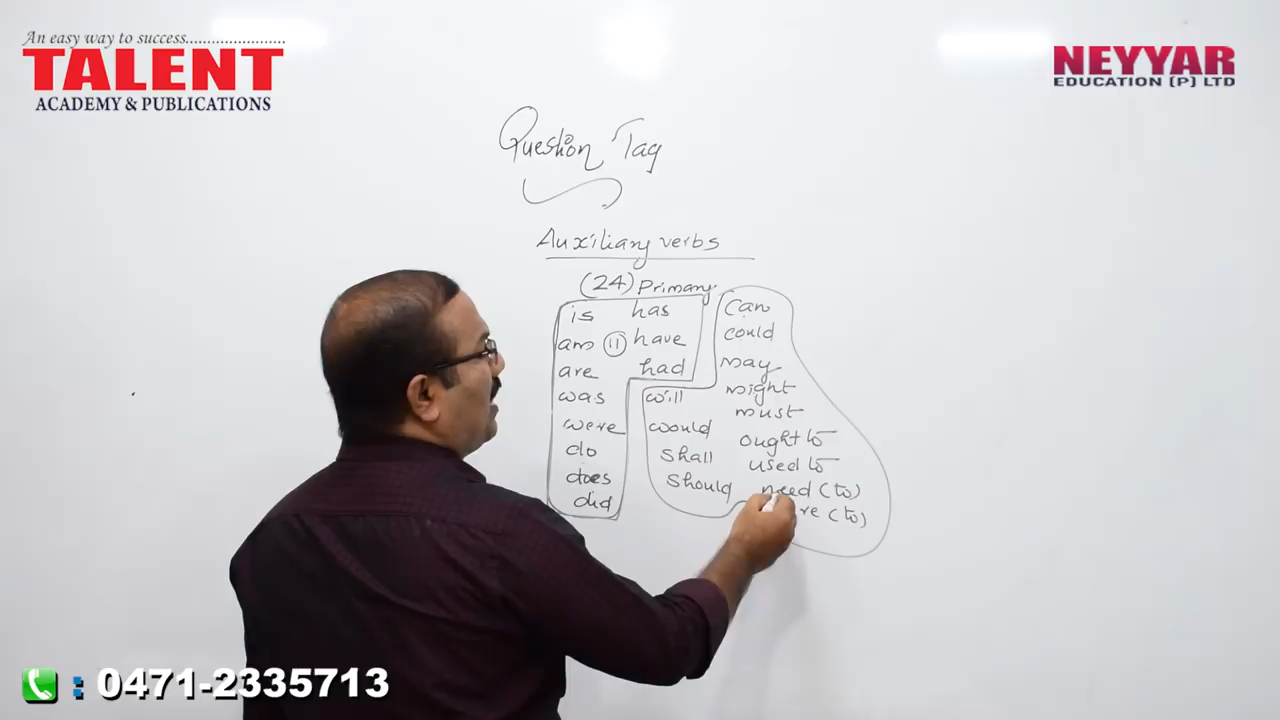 An easy way to success.......................
TALENT
ACADEMY & PUBLICATIONS
NEYYAR
EDUCATION (P) LTD
Question Tag
Auxiliary verbs
(24) Primary
is has can
am 11 have could
are had may
was will might
were would must
do shall ought to
does should used to
did need (to)
re (to)
: 0471-2335713